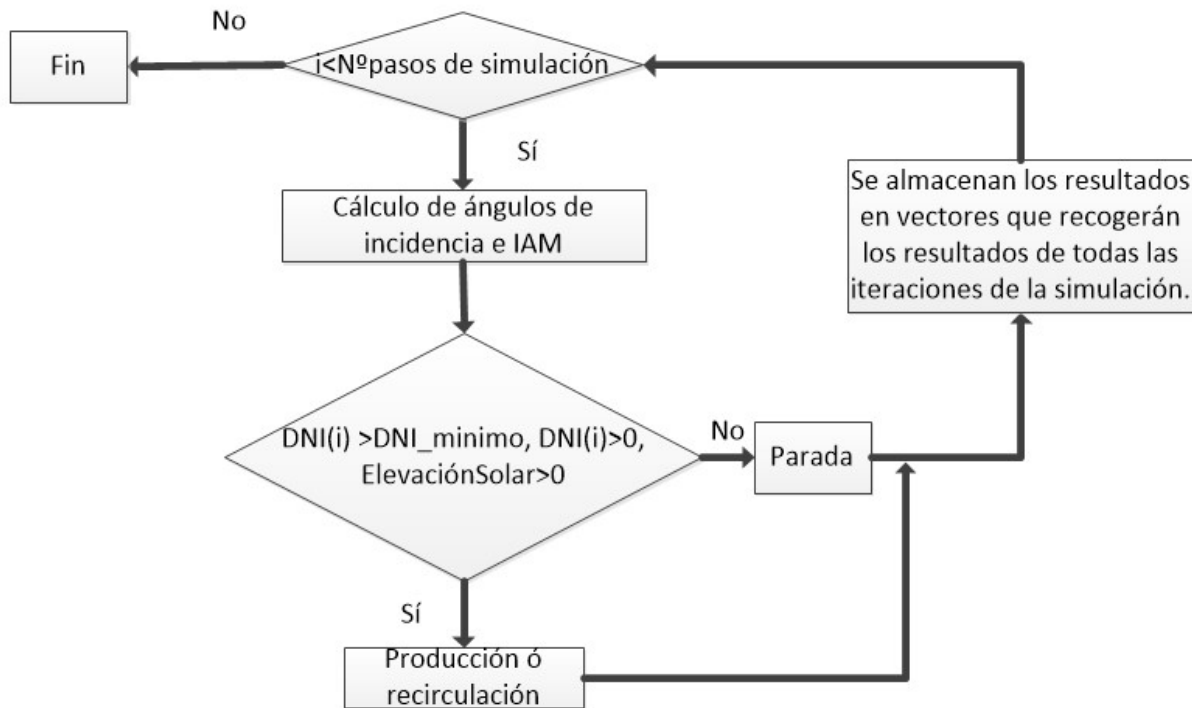 No
Fin
i<Nºpasos de simulación
Sí
Cálculo de ángulos de
incidencia e IAM
Se almacenan los resultados
en vectores que recogerán
los resultados de todas las
iteraciones de la simulación.
DNI(i) >DNI_minimo, DNI(i)>0,
ElevaciónSolar>0
No
Parada
Sí
Producción ó
recirculación